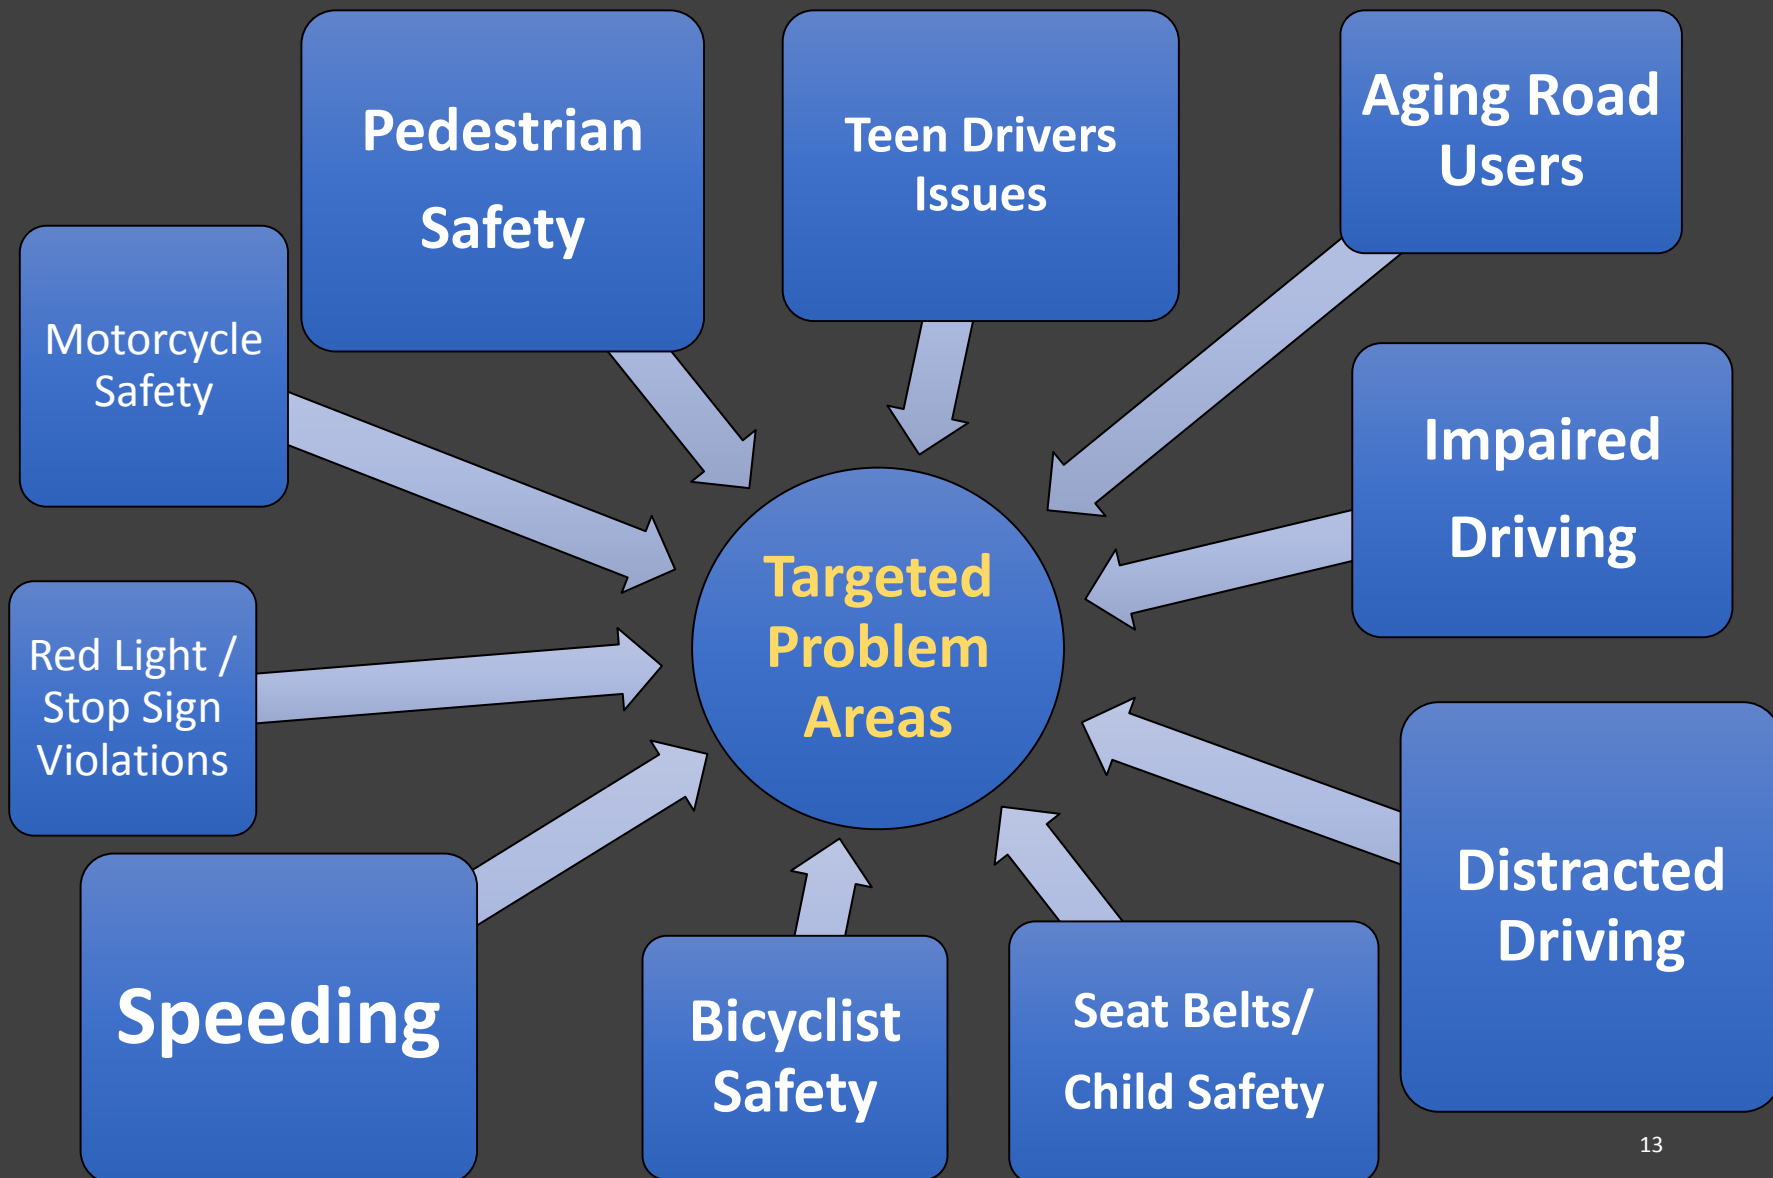 Pedestrian
Safety
Teen Drivers
Issues
Aging Road
Users
Motorcycle
Safety
Impaired
Driving
Targeted
Problem
Areas
Red Light /
Stop Sign
Violations
Distracted
Driving
Speeding
Bicyclist
Safety
Seat Belts/
Child Safety
13